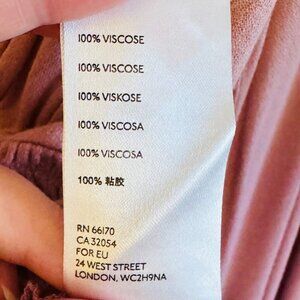 100% VISCOSE
100% VISCOSE
100% VISKOSE
100% VISCOSA
100% VISCOSA
100% 粘胶
RN 66170
CA 32054
FOR EU
24 WEST STREET
LONDON, WC2H9NA